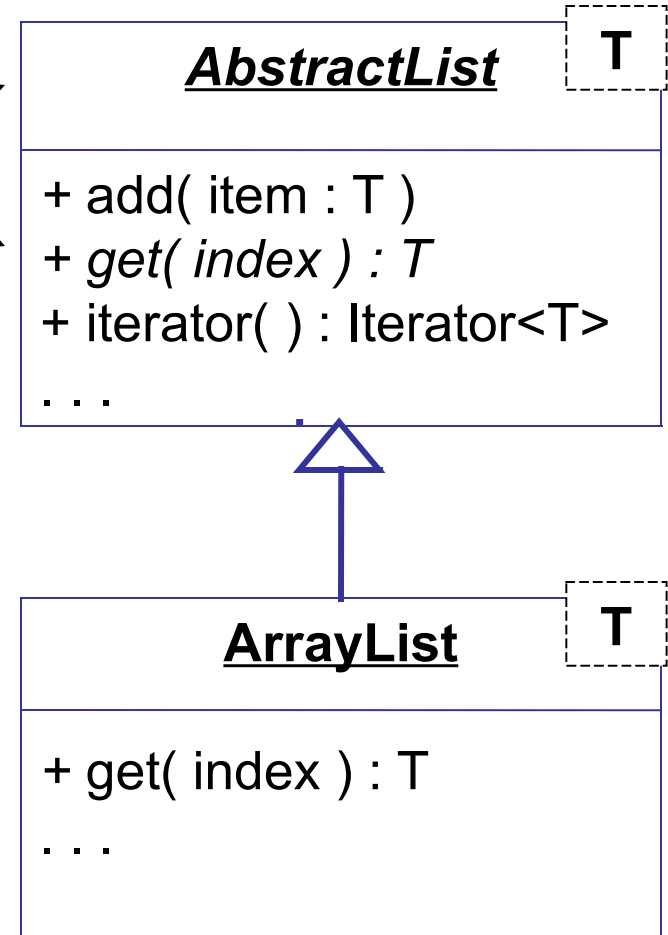 AbstractList
T
+ add( item : T )
+ get( index ) : T
+ iterator( ) : Iterator<T>
. . .
ArrayList
T
+ get( index ) : T
. . .